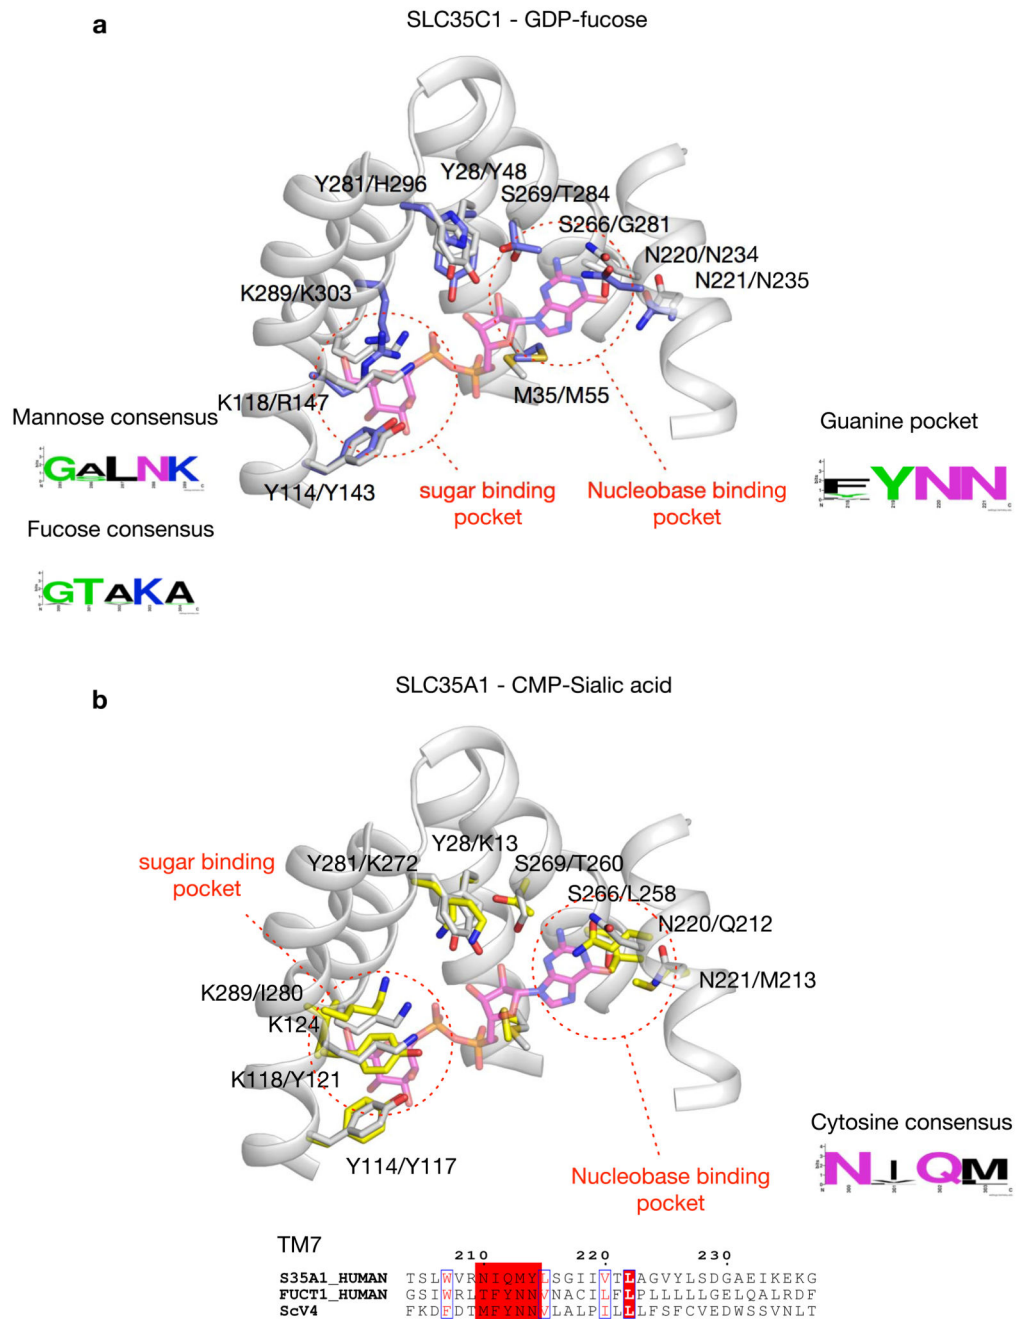 a
SLC35C1 - GDP-fucose
Y28/Y48
Y281/H296
S269/T284
S266/G281
N220/N234
N221/N235
K289/K303
M35/M55
K118/R147
Mannose consensus
Guanine pocket
GALNK
FYNN
Y114/Y143
sugar binding
pocket
Nucleobase binding
pocket
Fucose consensus
GTAKA
b
SLC35A1 - CMP-Sialic acid
Y28/K13
sugar binding
pocket
Y281/K272
S269/T260
S266/L258
N220/Q212
N221/M213
K289/I280
K124
K118/Y121
Y114/Y117
Cytosine consensus
NIQM
Nucleobase binding
pocket
TM7
210 220 230
S35A1_HUMAN TSLWVRNIQMYLSGIIVTLAGVYLSDGAEIKEKG
FUCT1_HUMAN GSIWRLTFYNNVNACILFLPLLLLLGELQALRDF
ScV4 FKDFDTMFYNNVLALPILLLFSFCVEDWSSVNLT